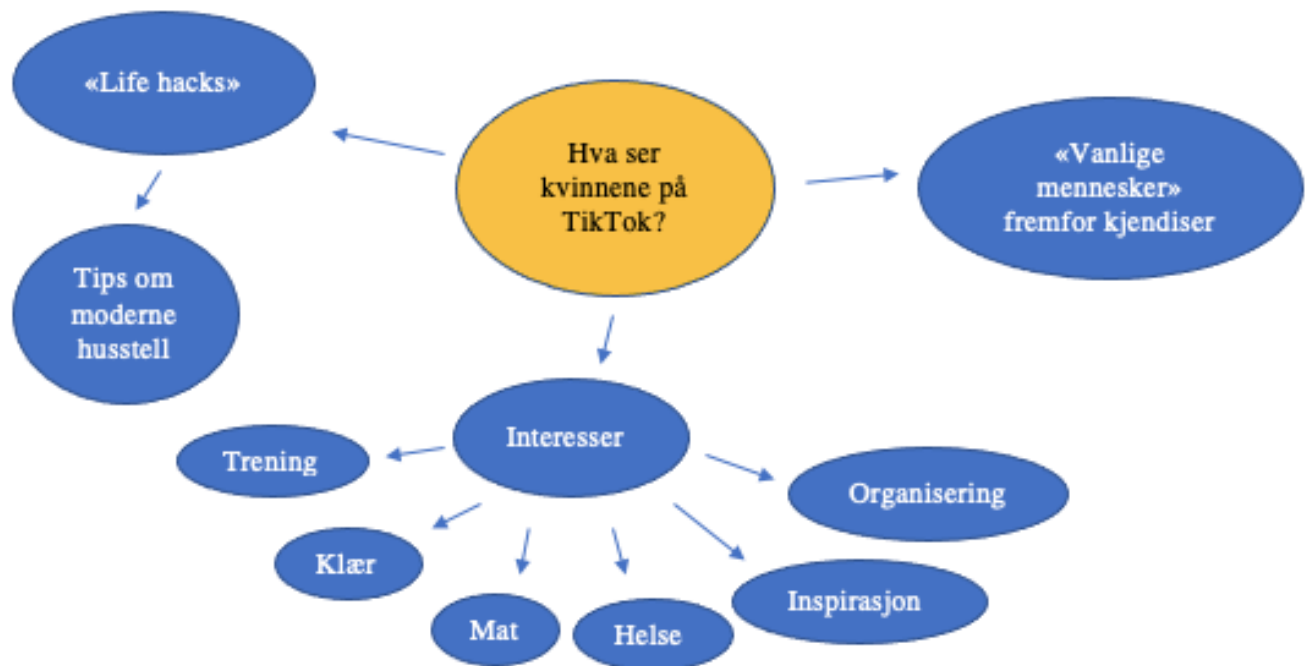 «Life hacks»
Hva ser
kvinnene på
TikTok?
«Vanlige
mennesker»
fremfor kjendiser
Tips om
moderne
husstell
Interesser
Trening
Organisering
Klær
Inspirasjon
Mat
Helse